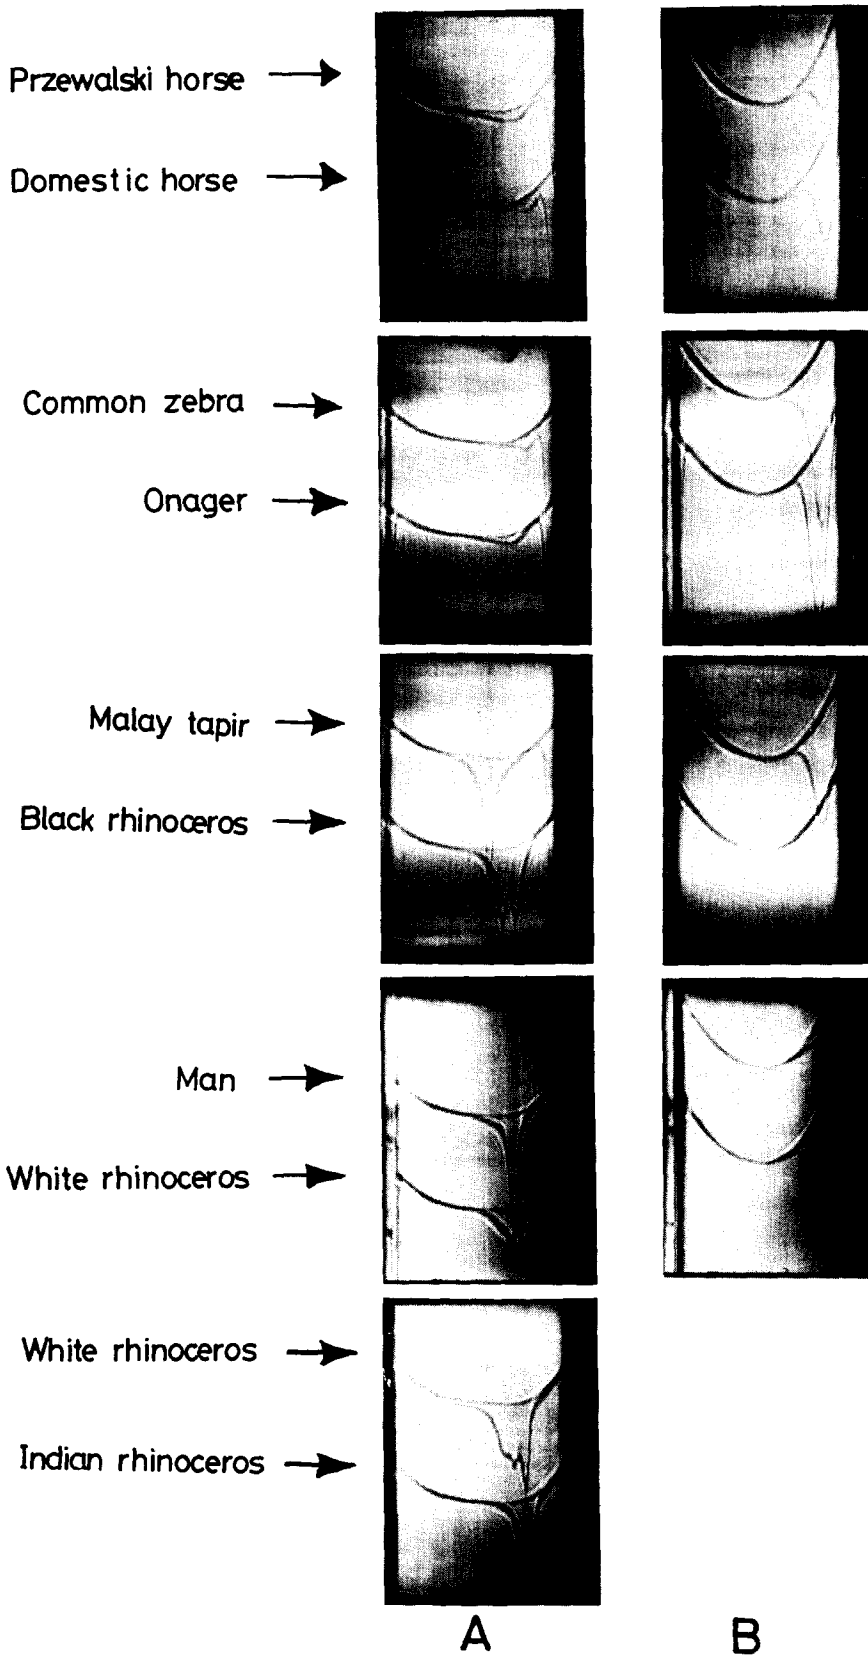 Przewalski horse
Domestic horse
Common zebra
Onager
Malay tapir
Black rhinoceros
Man
White rhinoceros
White rhinoceros
Indian rhinoceros
A B